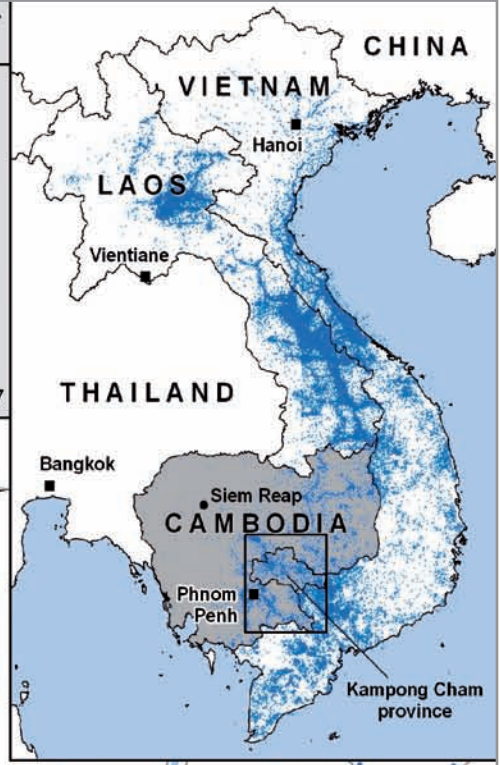 CHINA
VIETNAM
Hanoi
LAOS
Vientiane
THAILAND
Bangkok
Siem Reap
CAMBODIA
Phnom
Penh
Kampong Cham
province